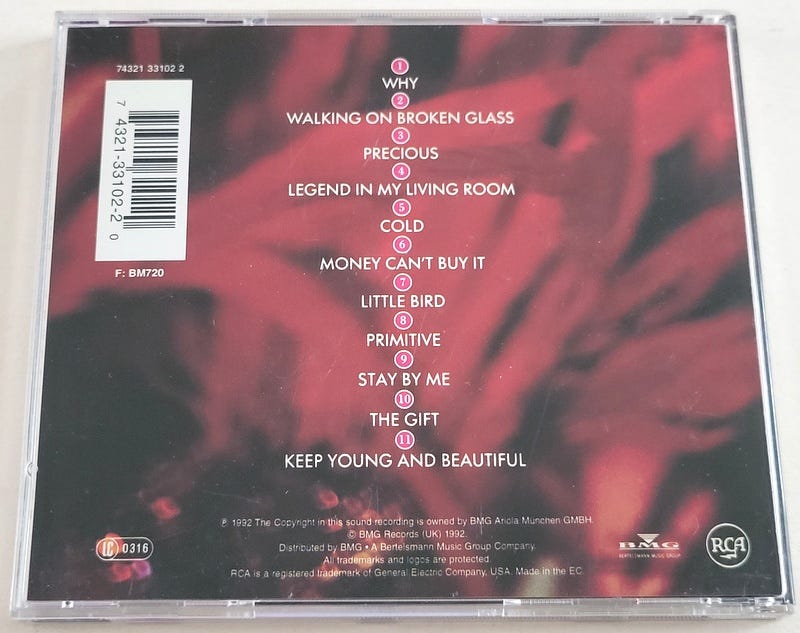 74321 33102 2
7 4321-33102-2 0
F: BM720
1
WHY
2
WALKING ON BROKEN GLASS
3
PRECIOUS
4
LEGEND IN MY LIVING ROOM
5
COLD
6
MONEY CAN'T BUY IT
7
LITTLE BIRD
8
PRIMITIVE
9
STAY BY ME
10
THE GIFT
11
KEEP YOUNG AND BEAUTIFUL
LC 0316
℗ 1992 The Copyright in this sound recording is owned by BMG Ariola Munchen GMBH.
© BMG Records (UK) 1992.
Distributed by BMG • A Bertelsmann Music Group Company.
All trademarks and logos are protected.
RCA is a registered trademark of General Electric Company, USA. Made in the EC.
BMG
BERTELSMANN MUSIC GROUP
RCA